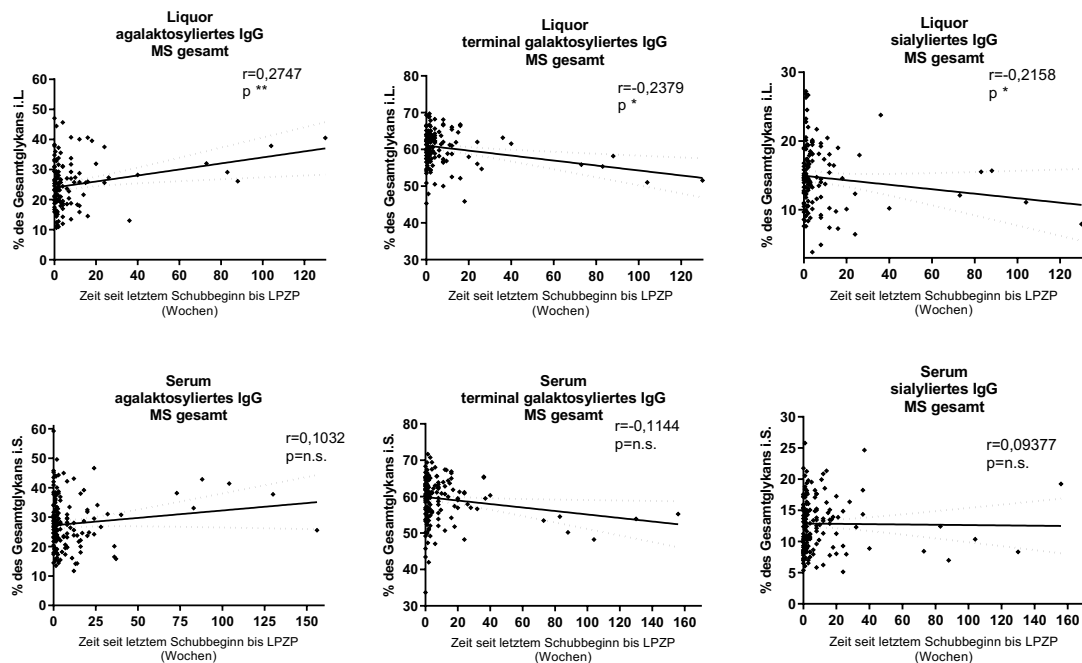 Liquor
agalaktosyliertes IgG
MS gesamt
r=0,2747
p **
% des Gesamtglykans i.L.
60
50
40
30
20
10
0
0 20 40 60 80 100 120
Zeit seit letztem Schubbeginn bis LPZP
(Wochen)
Liquor
terminal galaktosyliertes IgG
MS gesamt
r=-0,2379
p *
% des Gesamtglykans i.L.
80
70
60
50
40
30
0 20 40 60 80 100 120
Zeit seit letztem Schubbeginn bis LPZP
(Wochen)
Liquor
sialyliertes IgG
MS gesamt
r=-0,2158
p *
% des Gesamtglykans i.L.
30
20
10
0 20 40 60 80 100 120
Zeit seit letztem Schubbeginn bis LPZP
(Wochen)
Serum
agalaktosyliertes IgG
MS gesamt
r=0,1032
p=n.s.
% des Gesamtglykans i.S.
60
50
40
30
20
10
0
0 20 40 60 80 100 120 140 160
Zeit seit letztem Schubbeginn bis LPZP
(Wochen)
Serum
terminal galaktosyliertes IgG
MS gesamt
r=-0,1144
p=n.s.
% des Gesamtglykans i.S.
80
70
60
50
40
30
0 20 40 60 80 100 120 140 160
Zeit seit letztem Schubbeginn bis LPZP
(Wochen)
Serum
sialyliertes IgG
MS gesamt
r=0,09377
p=n.s.
% des Gesamtglykans i.S.
30
25
20
15
10
5
0
0 20 40 60 80 100 120 140 160
Zeit seit letztem Schubbeginn bis LPZP
(Wochen)